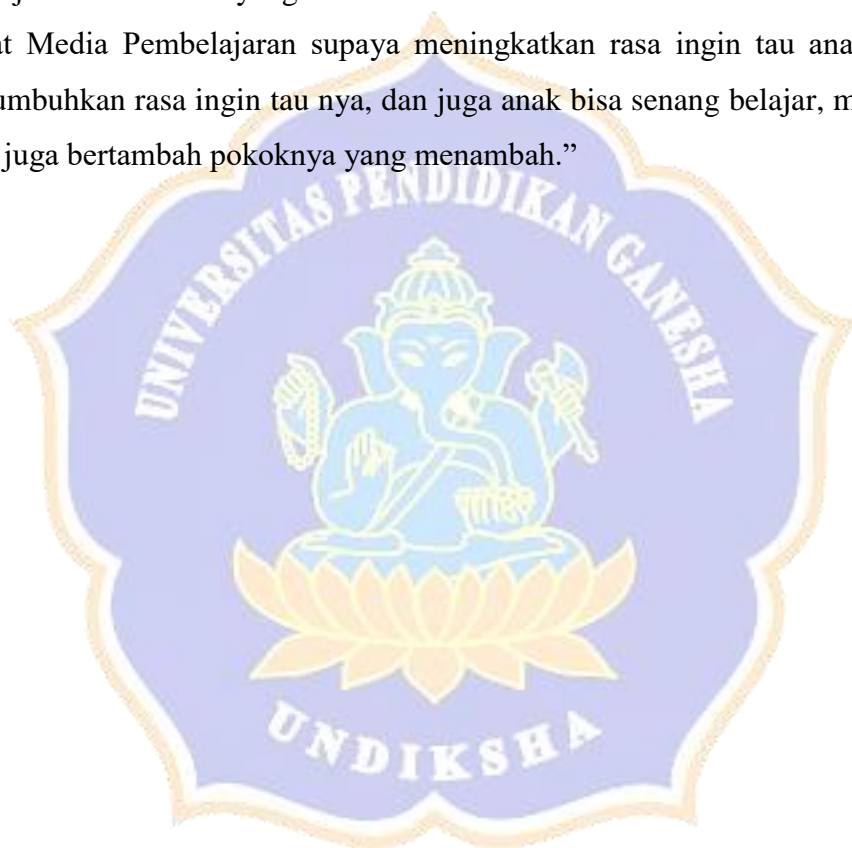 at Media Pembelajaran supaya meningkatkan rasa ingin tau ana
umbuhkan rasa ingin tau nya, dan juga anak bisa senang belajar, m
juga bertambah pokoknya yang menambah.”
UNIVERSITAS PENDIDIKAN GANESHA
UNDIKSHA